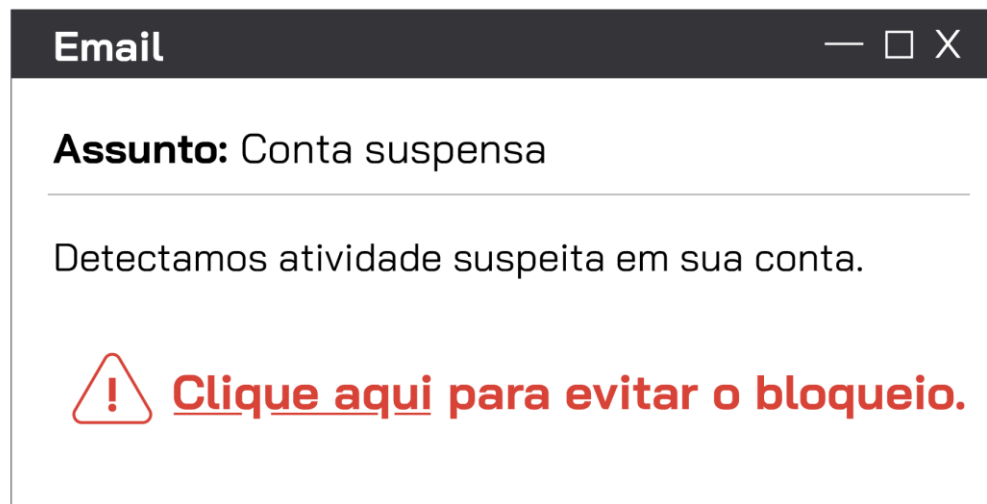 Email — □ X
Assunto: Conta suspensa
Detectamos atividade suspeita em sua conta.
! Clique aqui para evitar o bloqueio.